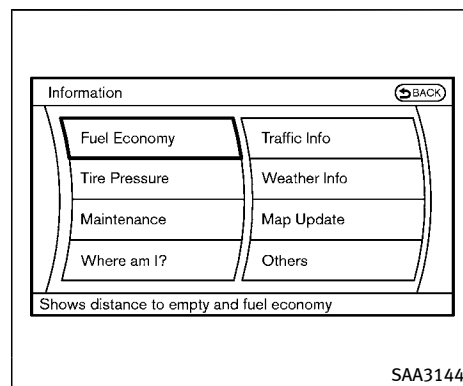 Information
BACK
Fuel Economy
Traffic Info
Tire Pressure
Weather Info
Maintenance
Map Update
Where am I?
Others
Shows distance to empty and fuel economy
SAA3144